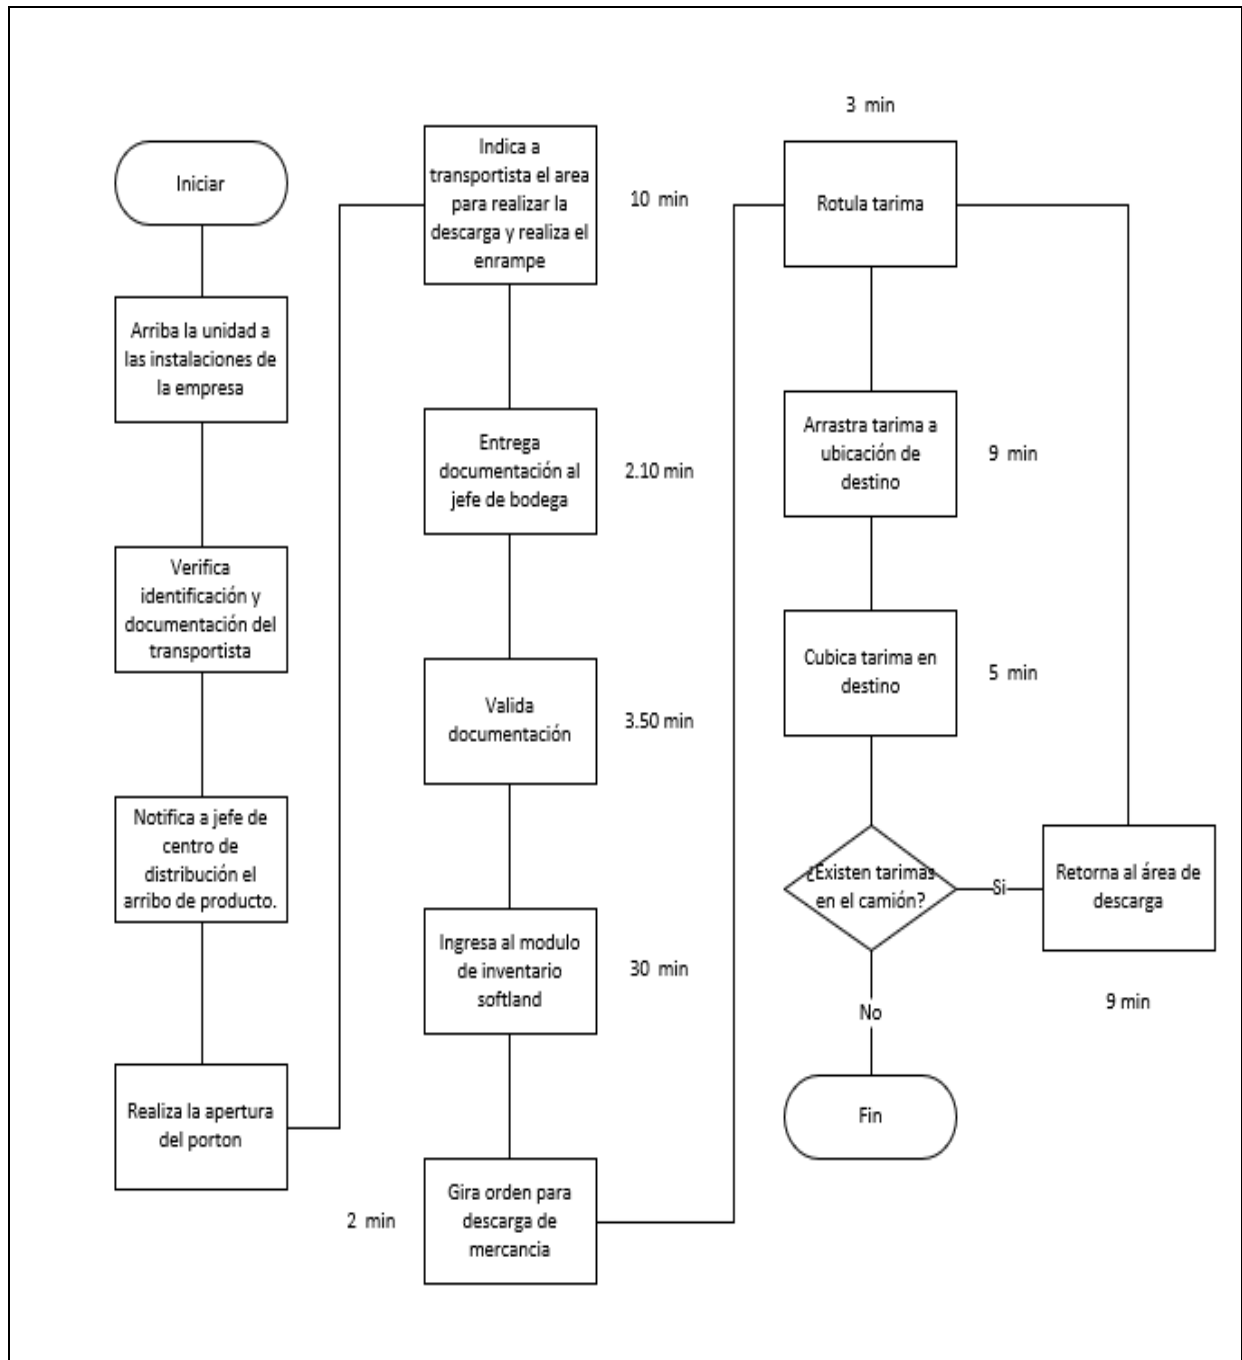 Iniciar
Arriba la unidad a
las instalaciones de
la empresa
Verifica
identificación y
documentación del
transportista
Notifica a jefe de
centro de
distribución el
arribo de producto.
Realiza la apertura
del porton
Indica a
transportista el area
para realizar la
descarga y realiza el
enrampe
10 min
Entrega
documentación al
jefe de bodega
2.10 min
Valida
documentación
3.50 min
Ingresa al modulo
de inventario
softland
30 min
Gira orden para
descarga de
mercancia
2 min
3 min
Rotula tarima
Arrastra tarima a
ubicación de
destino
9 min
Cubica tarima en
destino
5 min
¿Existen tarimas
en el camión?
Si
Retorna al área de
descarga
9 min
No
Fin